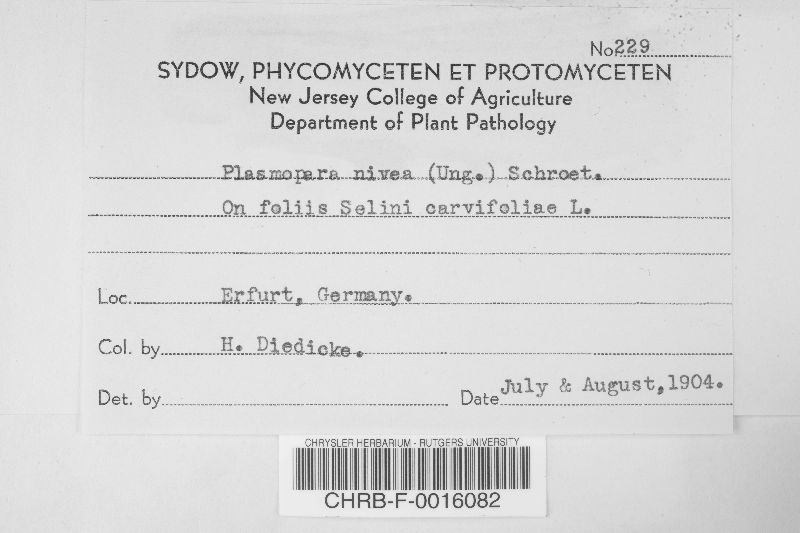 No. 229
SYDOW, PHYCOMYCETEN ET PROTOMYCETEN
New Jersey College of Agriculture
Department of Plant Pathology
Plasmopara nivea (Ung.) Schroet.
On foliis Selini carvifoliae L.
Loc. Erfurt, Germany.
Col. by H. Diedicke.
Det. by
Date July & August, 1904.
CHRYSLER HERBARIUM - RUTGERS UNIVERSITY
CHRB-F-0016082